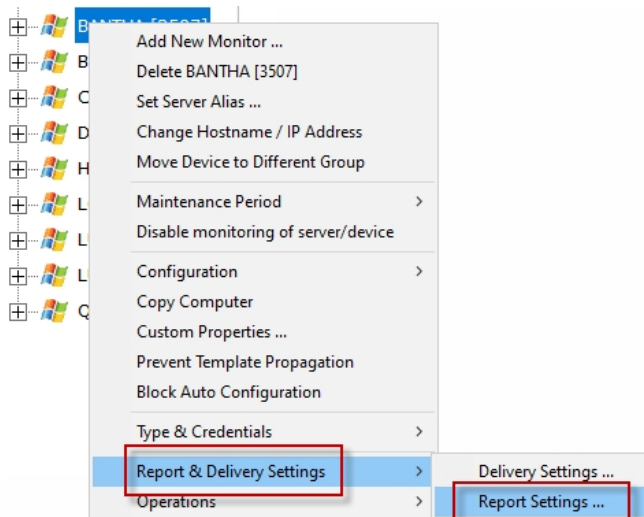 BANTHA [3507]
B
C
D
H
L
L
L
Q
Add New Monitor ...
Delete BANTHA [3507]
Set Server Alias ...
Change Hostname / IP Address
Move Device to Different Group
Maintenance Period
Disable monitoring of server/device
Configuration
Copy Computer
Custom Properties ...
Prevent Template Propagation
Block Auto Configuration
Type & Credentials
Report & Delivery Settings
Operations
Delivery Settings ...
Report Settings ...